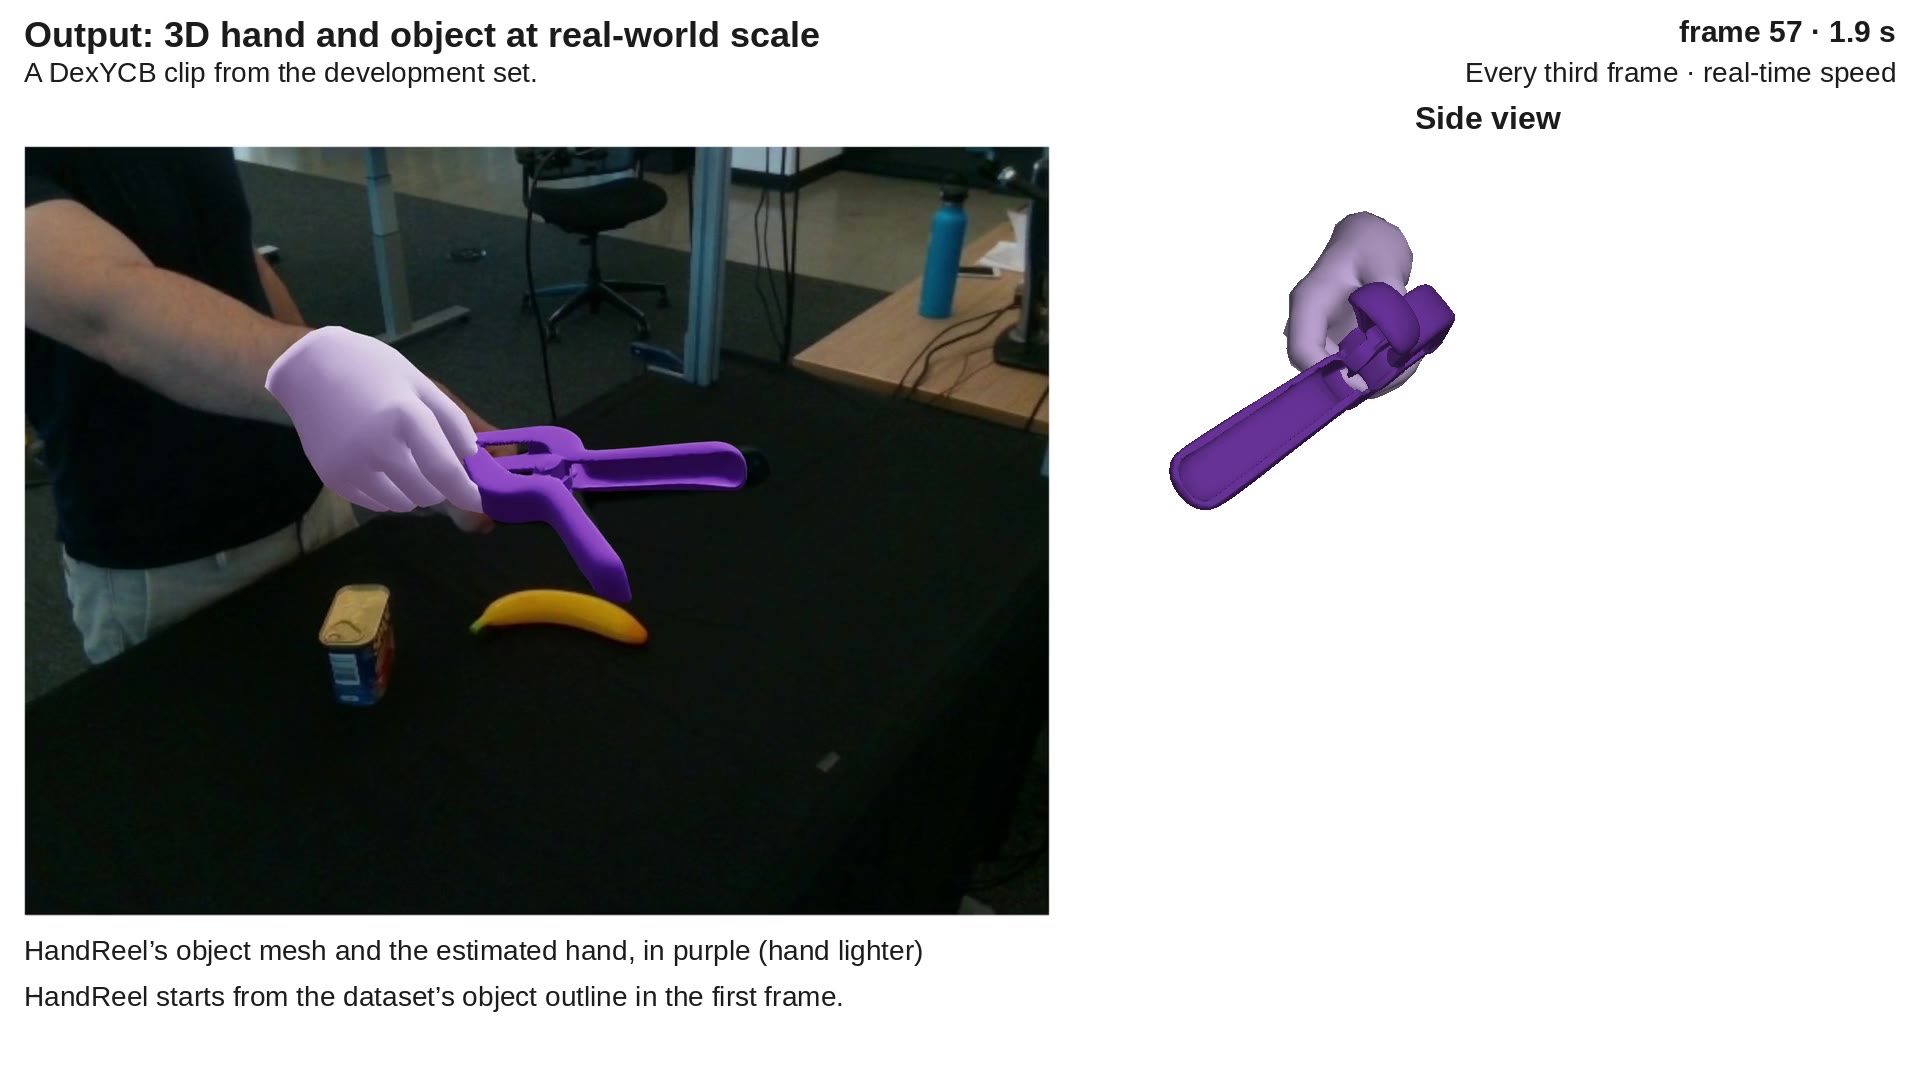 Output: 3D hand and object at real-world scale
A DexYCB clip from the development set.
frame 57 · 1.9 s
Every third frame · real-time speed
Side view
HandReel’s object mesh and the estimated hand, in purple (hand lighter)
HandReel starts from the dataset’s object outline in the first frame.